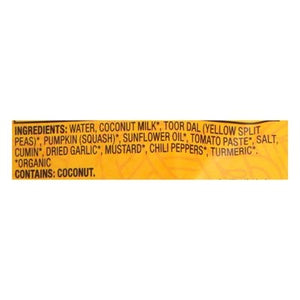 INGREDIENTS: WATER, COCONUT MILK*, TOOR DAL (YELLOW SPLIT
PEAS)*, PUMPKIN (SQUASH)*, SUNFLOWER OIL*, TOMATO PASTE*, SALT,
CUMIN*, DRIED GARLIC*, MUSTARD*, CHILI PEPPERS*, TURMERIC*.
*ORGANIC
CONTAINS: COCONUT.